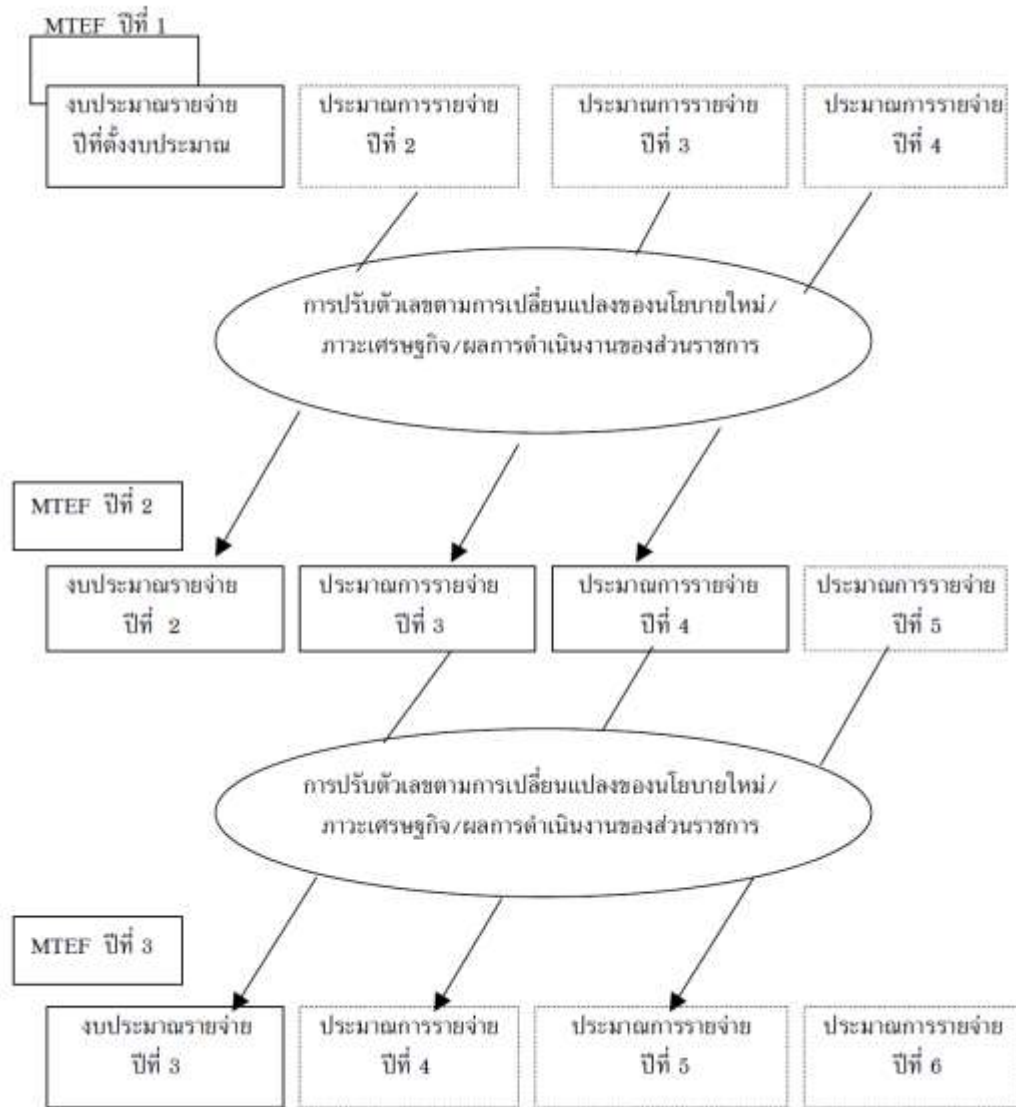 MTEF ปีที่ 1
งบประมาณรายจ่าย
ปีที่ตั้งงบประมาณ
ประมาณการรายจ่าย
ปีที่ 2
ประมาณการรายจ่าย
ปีที่ 3
ประมาณการรายจ่าย
ปีที่ 4
การปรับตัวเลขตามการเปลี่ยนแปลงของนโยบายใหม่/
ภาวะเศรษฐกิจ/ผลการดำเนินงานของส่วนราชการ
MTEF ปีที่ 2
งบประมาณรายจ่าย
ปีที่ 2
ประมาณการรายจ่าย
ปีที่ 3
ประมาณการรายจ่าย
ปีที่ 4
ประมาณการรายจ่าย
ปีที่ 5
การปรับตัวเลขตามการเปลี่ยนแปลงของนโยบายใหม่/
ภาวะเศรษฐกิจ/ผลการดำเนินงานของส่วนราชการ
MTEF ปีที่ 3
งบประมาณรายจ่าย
ปีที่ 3
ประมาณการรายจ่าย
ปีที่ 4
ประมาณการรายจ่าย
ปีที่ 5
ประมาณการรายจ่าย
ปีที่ 6